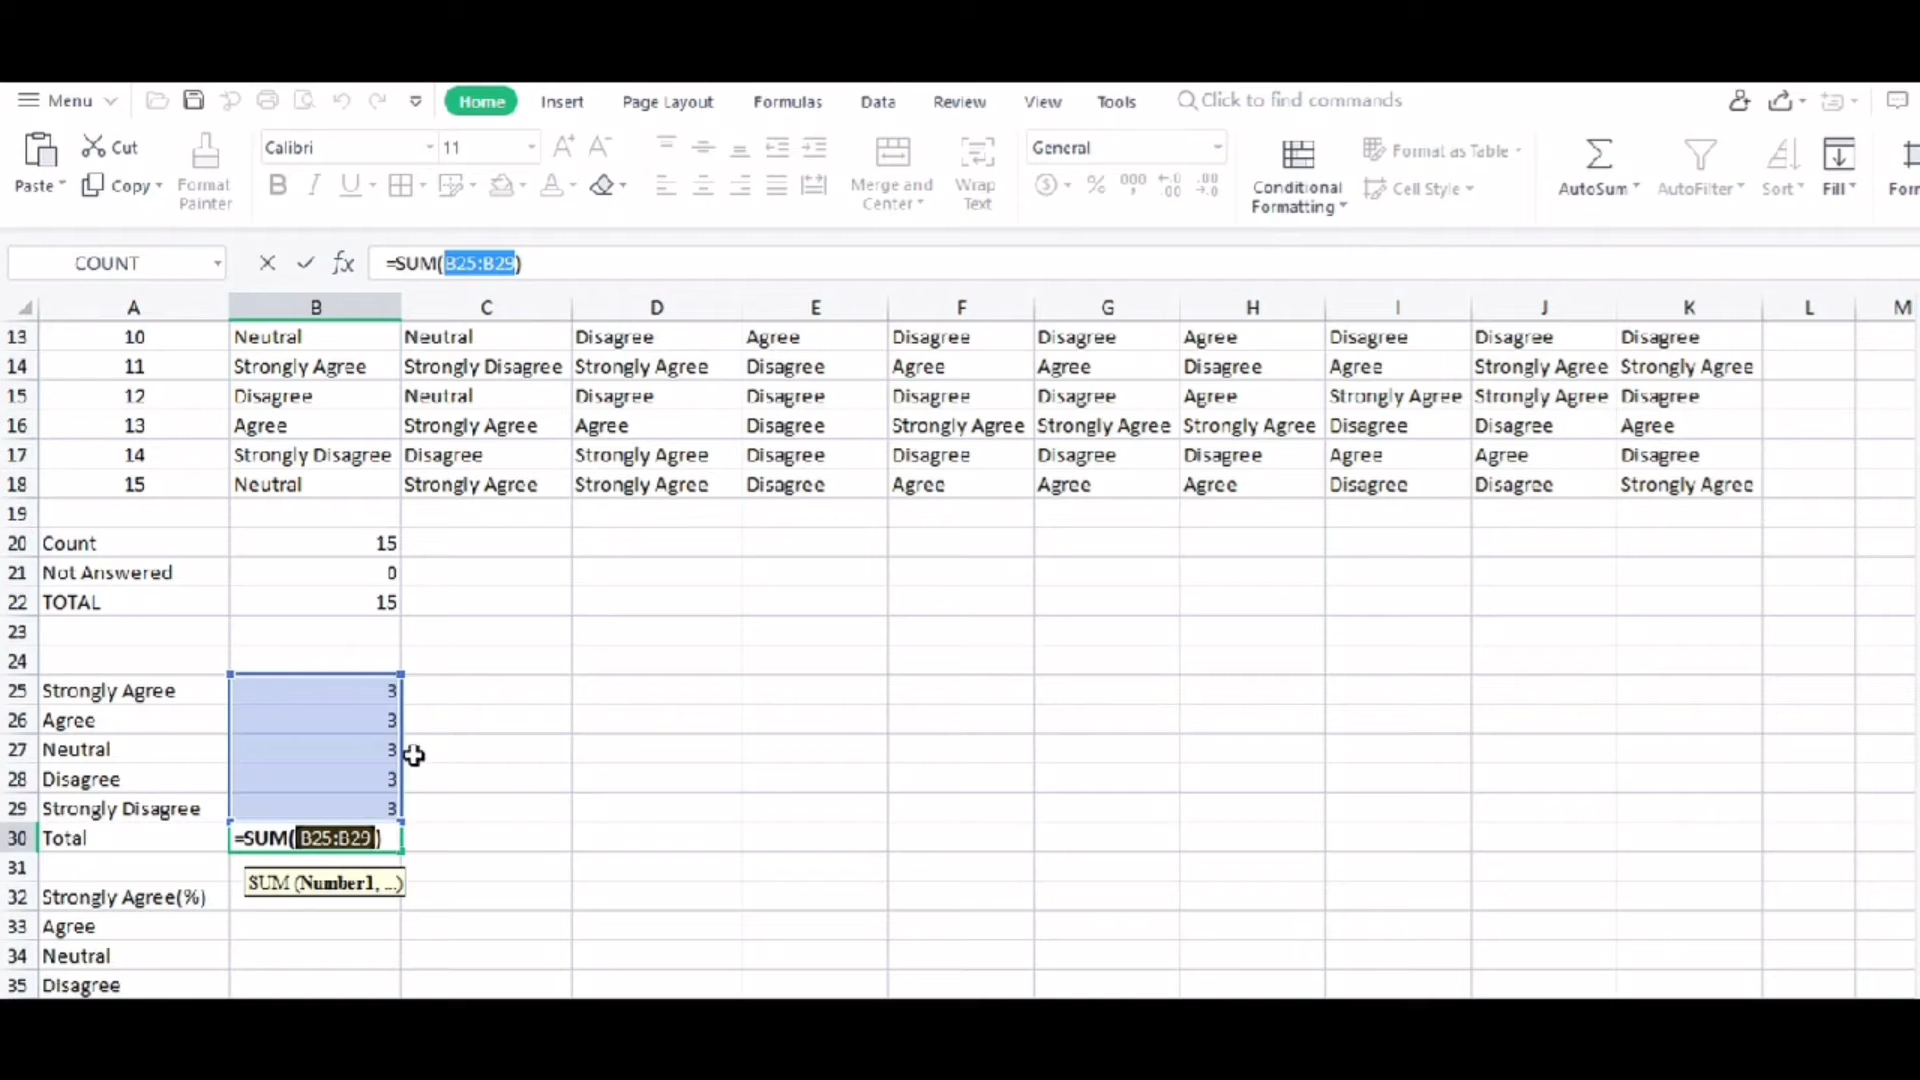 Menu Home Insert Page Layout Formulas Data Review View Tools Click to find commands
Paste Cut Copy Format Painter Calibri 11 General
B I U A Merge and Center Wrap Text Conditional Formatting Format as Table Cell Style AutoSum AutoFilter Sort Fill Forr
COUNT fx =SUM(B25:B29)
A B C D E F G H I J K L M
13 10 Neutral Neutral Disagree Agree Disagree Disagree Agree Disagree Disagree Disagree
14 11 Strongly Agree Strongly Disagree Strongly Agree Disagree Agree Agree Disagree Agree Strongly Agree Strongly Agree
15 12 Disagree Neutral Disagree Disagree Disagree Disagree Agree Strongly Agree Strongly Agree Disagree
16 13 Agree Strongly Agree Agree Disagree Strongly Agree Strongly Agree Strongly Agree Disagree Disagree Agree
17 14 Strongly Disagree Disagree Strongly Agree Disagree Disagree Disagree Disagree Agree Agree Disagree
18 15 Neutral Strongly Agree Strongly Agree Disagree Agree Agree Agree Disagree Disagree Strongly Agree
19
20 Count 15
21 Not Answered 0
22 TOTAL 15
23
24
25 Strongly Agree 3
26 Agree 3
27 Neutral 3
28 Disagree 3
29 Strongly Disagree 3
30 Total =SUM(B25:B29)
31 SUM (Number1, ...)
32 Strongly Agree(%)
33 Agree
34 Neutral
35 Disagree